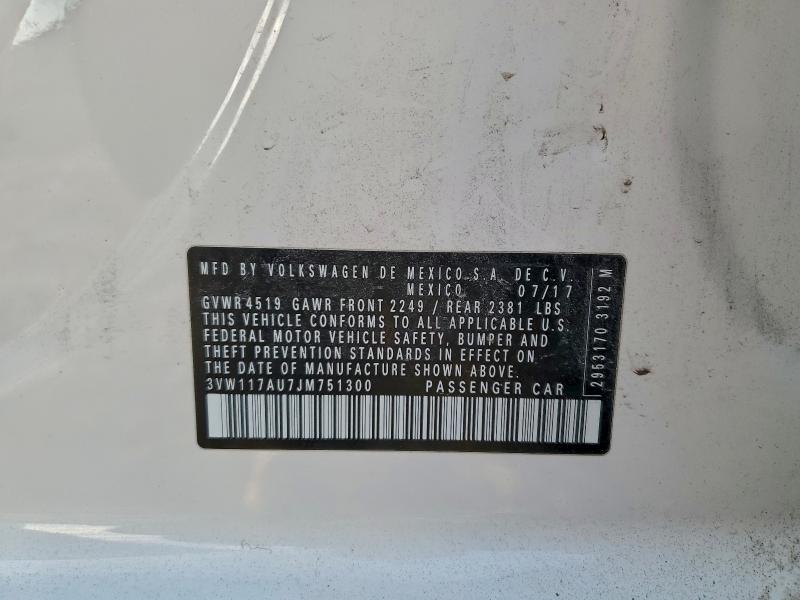 MFD BY VOLKSWAGEN DE MEXICO S.A. DE C.V.
MEXICO 07/17
GVWR 4519 GAWR FRONT 2249 / REAR 2381 LBS
THIS VEHICLE CONFORMS TO ALL APPLICABLE U.S.
FEDERAL MOTOR VEHICLE SAFETY, BUMPER AND
THEFT PREVENTION STANDARDS IN EFFECT ON
THE DATE OF MANUFACTURE SHOWN ABOVE.
3VW117AU7JM751300 PASSENGER CAR
2953170 3192 M